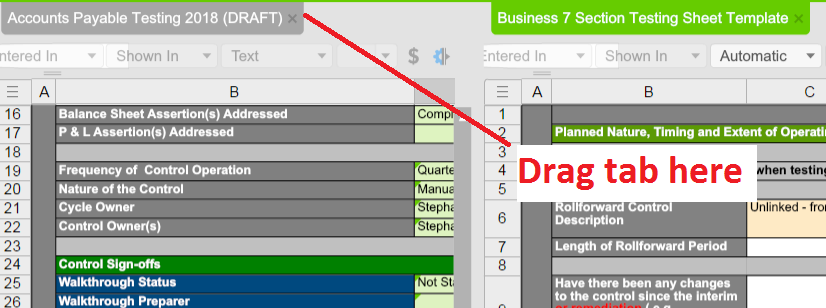 Accounts Payable Testing 2018 (DRAFT) ×
Business 7 Section Testing Sheet Template ×
ntered In Shown In Text $
Entered In Shown In Automatic
A B
A B C
16 Balance Sheet Assertion(s) Addressed Compr
17 P & L Assertion(s) Addressed
18
19 Frequency of Control Operation Quarte
20 Nature of the Control Manua
21 Cycle Owner Stepha
22 Control Owner(s) Stepha
23
24 Control Sign-offs
25 Walkthrough Status Not Sta
26 Walkthrough Preparer
1
2 Planned Nature, Timing and Extent of Operati
3
4 when testing
5
Drag tab here
6 Rollforward Control
Description
Unlinked - fro
7 Length of Rollforward Period
8
Have there been any changes
to the control since the interim
or remediation ( e.g.